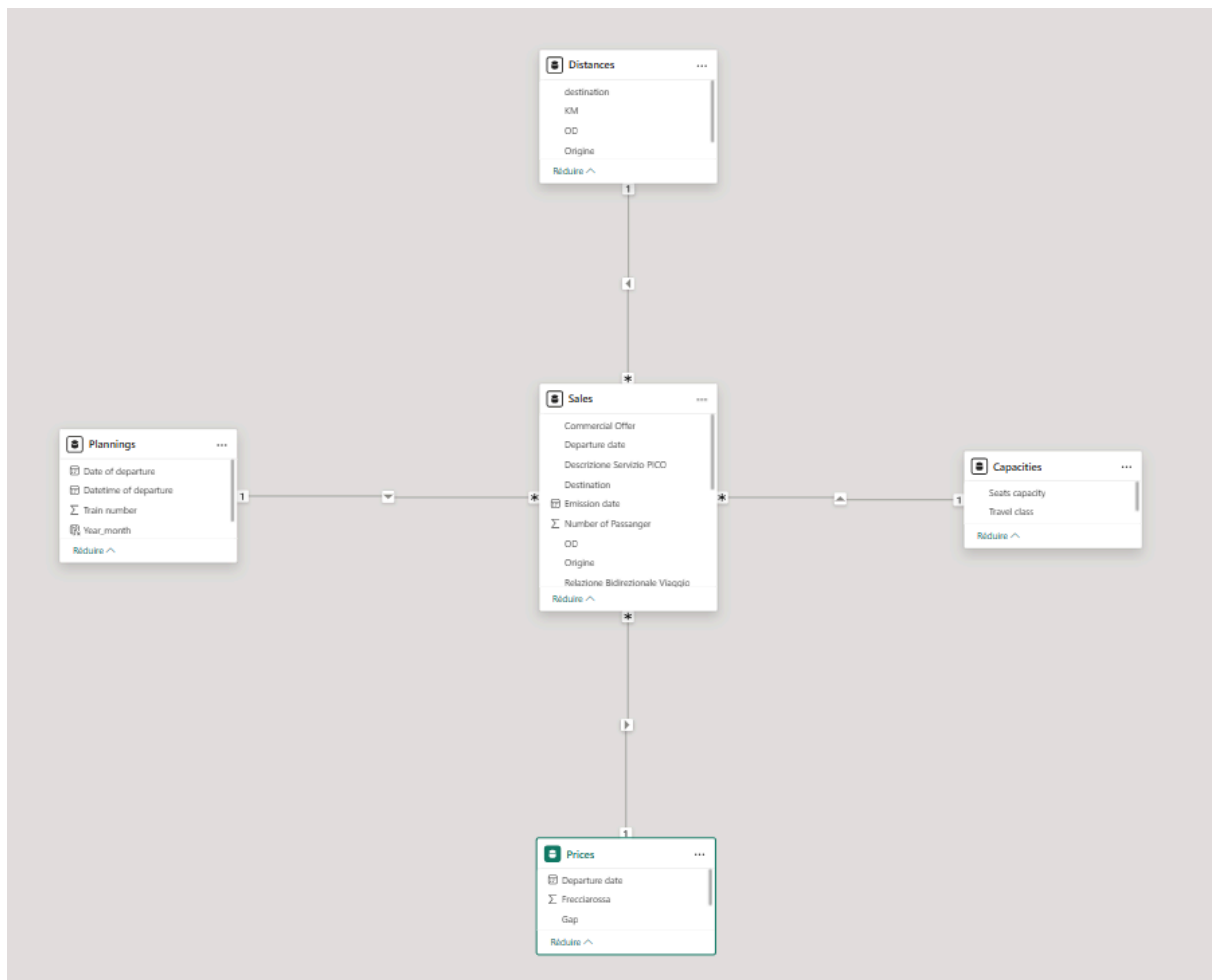 Distances
destination
KM
OD
Origine
Réduire
1
*
Sales
Commercial Offer
Departure date
Descrizione Servizio PICO
Destination
Emission date
Number of Passanger
OD
Origine
Relazione Bidirezionale Viaggio
Réduire
Plannings
Date of departure
Datetime of departure
Train number
Year_month
Réduire
1
*
Capacities
Seats capacity
Travel class
Réduire
*
1
*
1
Prices
Departure date
Frecciarossa
Gap
Réduire